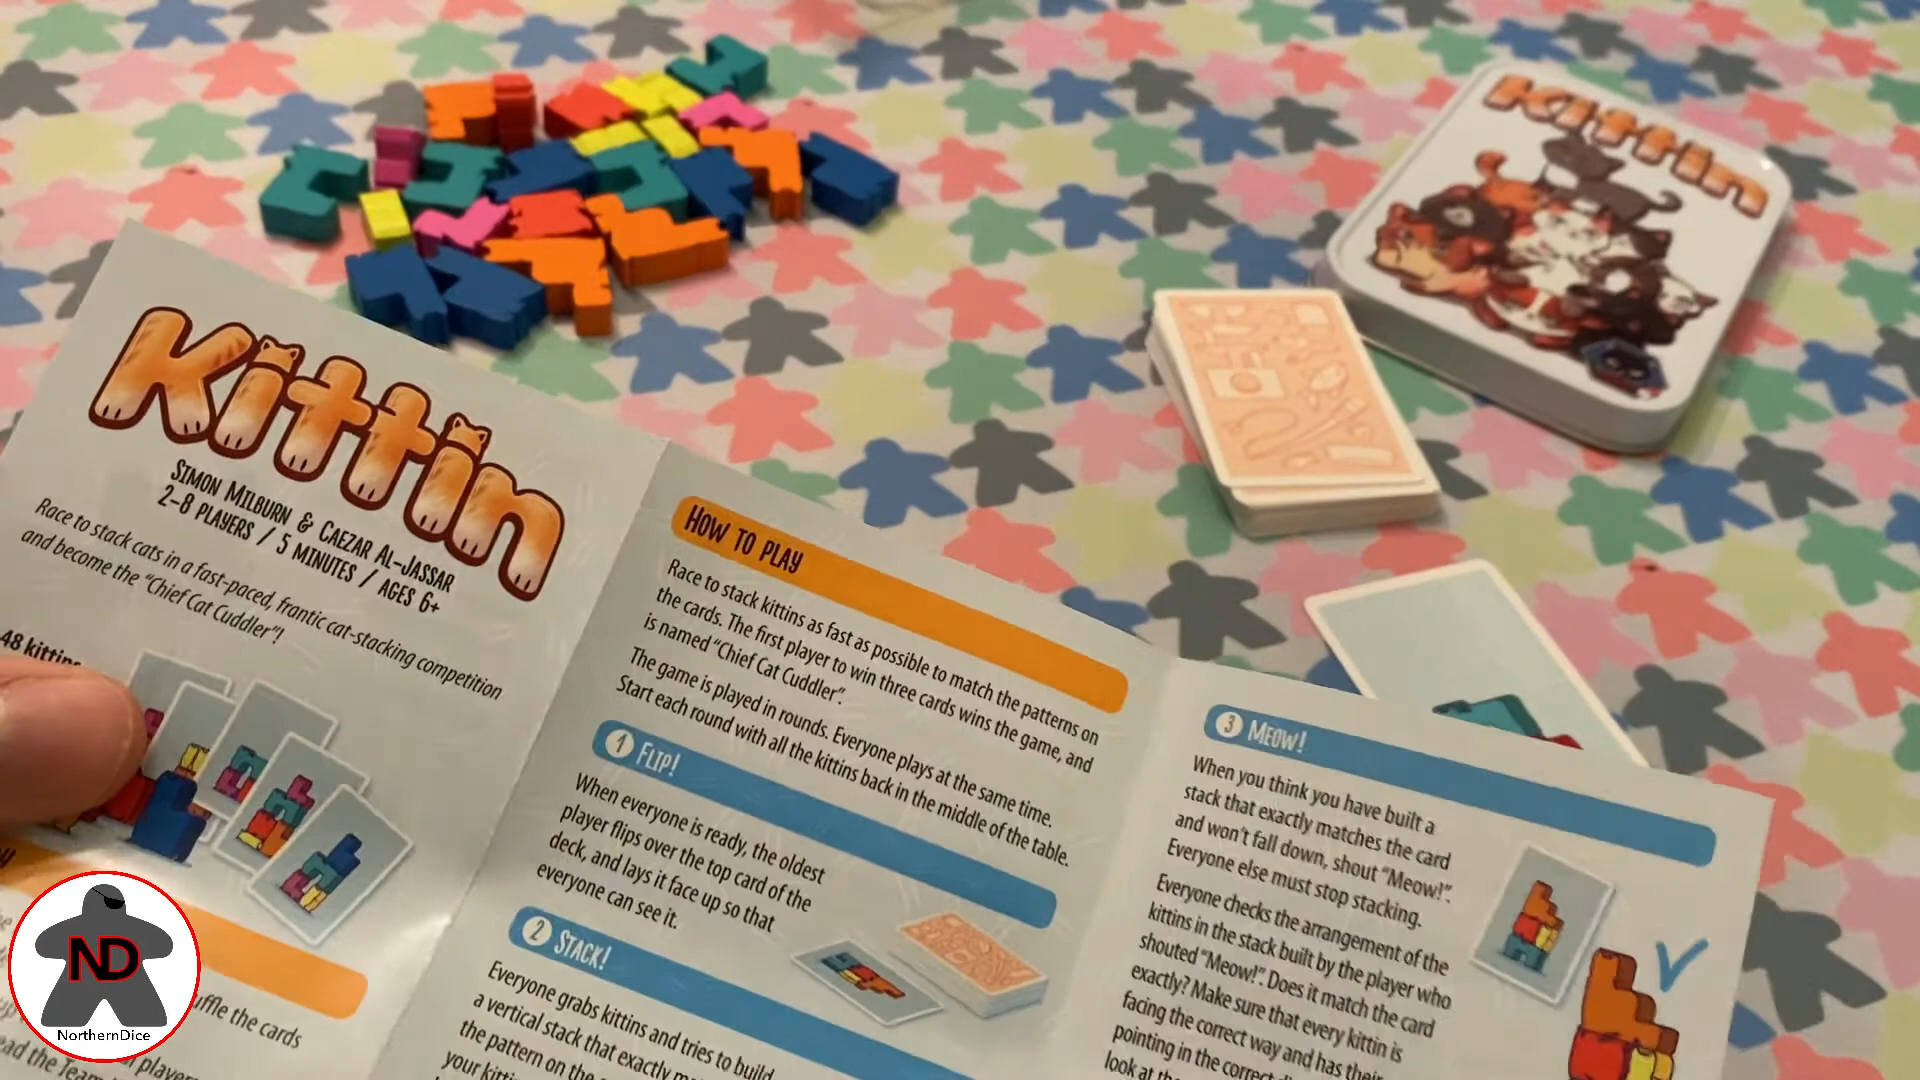 Kittin
Kittin
Simon Milburn & Caezar Al-Jassar
2-8 players / 5 minutes / ages 6+
Race to stack cats in a fast-paced, frantic cat-stacking competition
and become the "Chief Cat Cuddler"!
48
uffle the cards
player
How to play
Race to stack kittins as fast as possible to match the patterns on
the cards. The first player to win three cards wins the game, and
is named "Chief Cat Cuddler".
The game is played in rounds. Everyone plays at the same time.
Start each round with all the kittins back in the middle of the table.
1 Flip!
When everyone is ready, the oldest
player flips over the top card of the
deck, and lays it face up so that
everyone can see it.
2 Stack!
Everyone grabs kittins and tries to build
a vertical stack that exactly
the pattern on the
your
3 Meow!
When you think you have built a
stack that exactly matches the card
and won't fall down, shout "Meow!".
Everyone else must stop stacking.
Everyone checks the arrangement of the
kittins in the stack built by the player who
shouted "Meow!". Does it match the card
exactly? Make sure that every kittin is
facing the correct way and has their
pointing in the correct
look at the
ND
NorthernDice